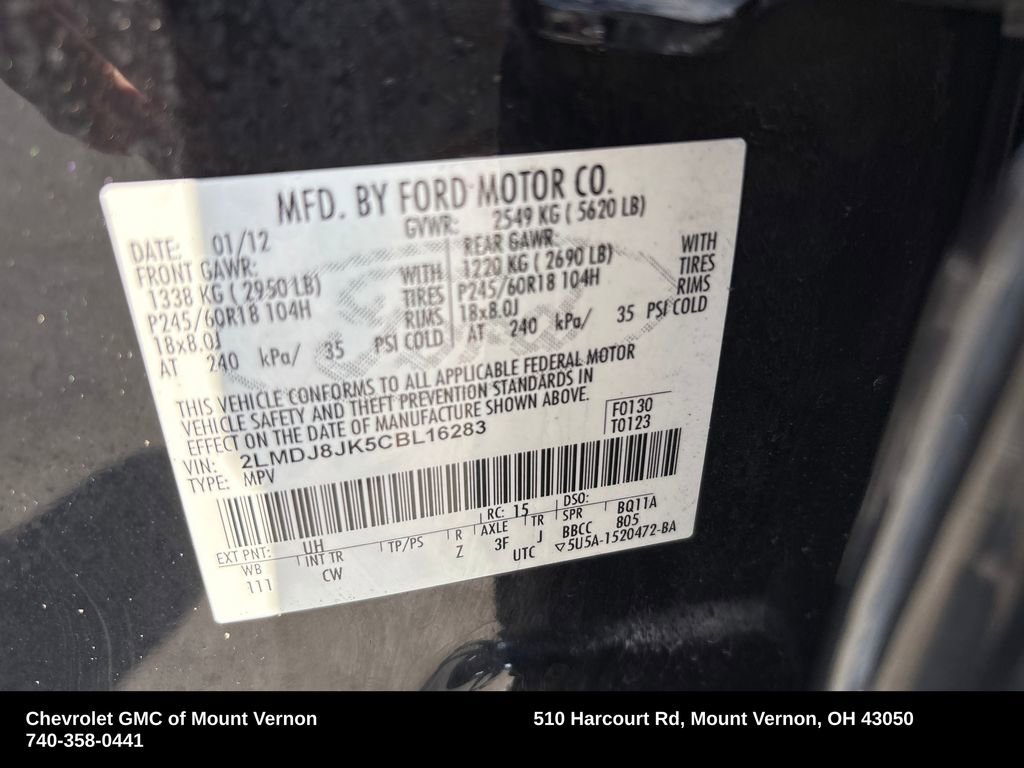 MFD. BY FORD MOTOR CO.
DATE: 01/12 GVWR: 2549 KG ( 5620 LB)
FRONT GAWR: REAR GAWR:
1338 KG ( 2950 LB) WITH 1220 KG ( 2690 LB) WITH
P245/60R18 104H TIRES P245/60R18 104H TIRES
18x8.0J RIMS 18x8.0J RIMS
AT 240 kPa/ 35 PSI COLD AT 240 kPa/ 35 PSI COLD
THIS VEHICLE CONFORMS TO ALL APPLICABLE FEDERAL MOTOR
VEHICLE SAFETY AND THEFT PREVENTION STANDARDS IN
EFFECT ON THE DATE OF MANUFACTURE SHOWN ABOVE.
F0130
T0123
VIN: 2LMDJ8JK5CBL16283
TYPE: MPV
EXT PNT: UH RC: 15 DSO:
WB INT TR TP/PS R AXLE TR SPR BQ11A
111 CW Z 3F J BBCC 805
UTC ▽5U5A-1520472-BA
Chevrolet GMC of Mount Vernon
740-358-0441
510 Harcourt Rd, Mount Vernon, OH 43050